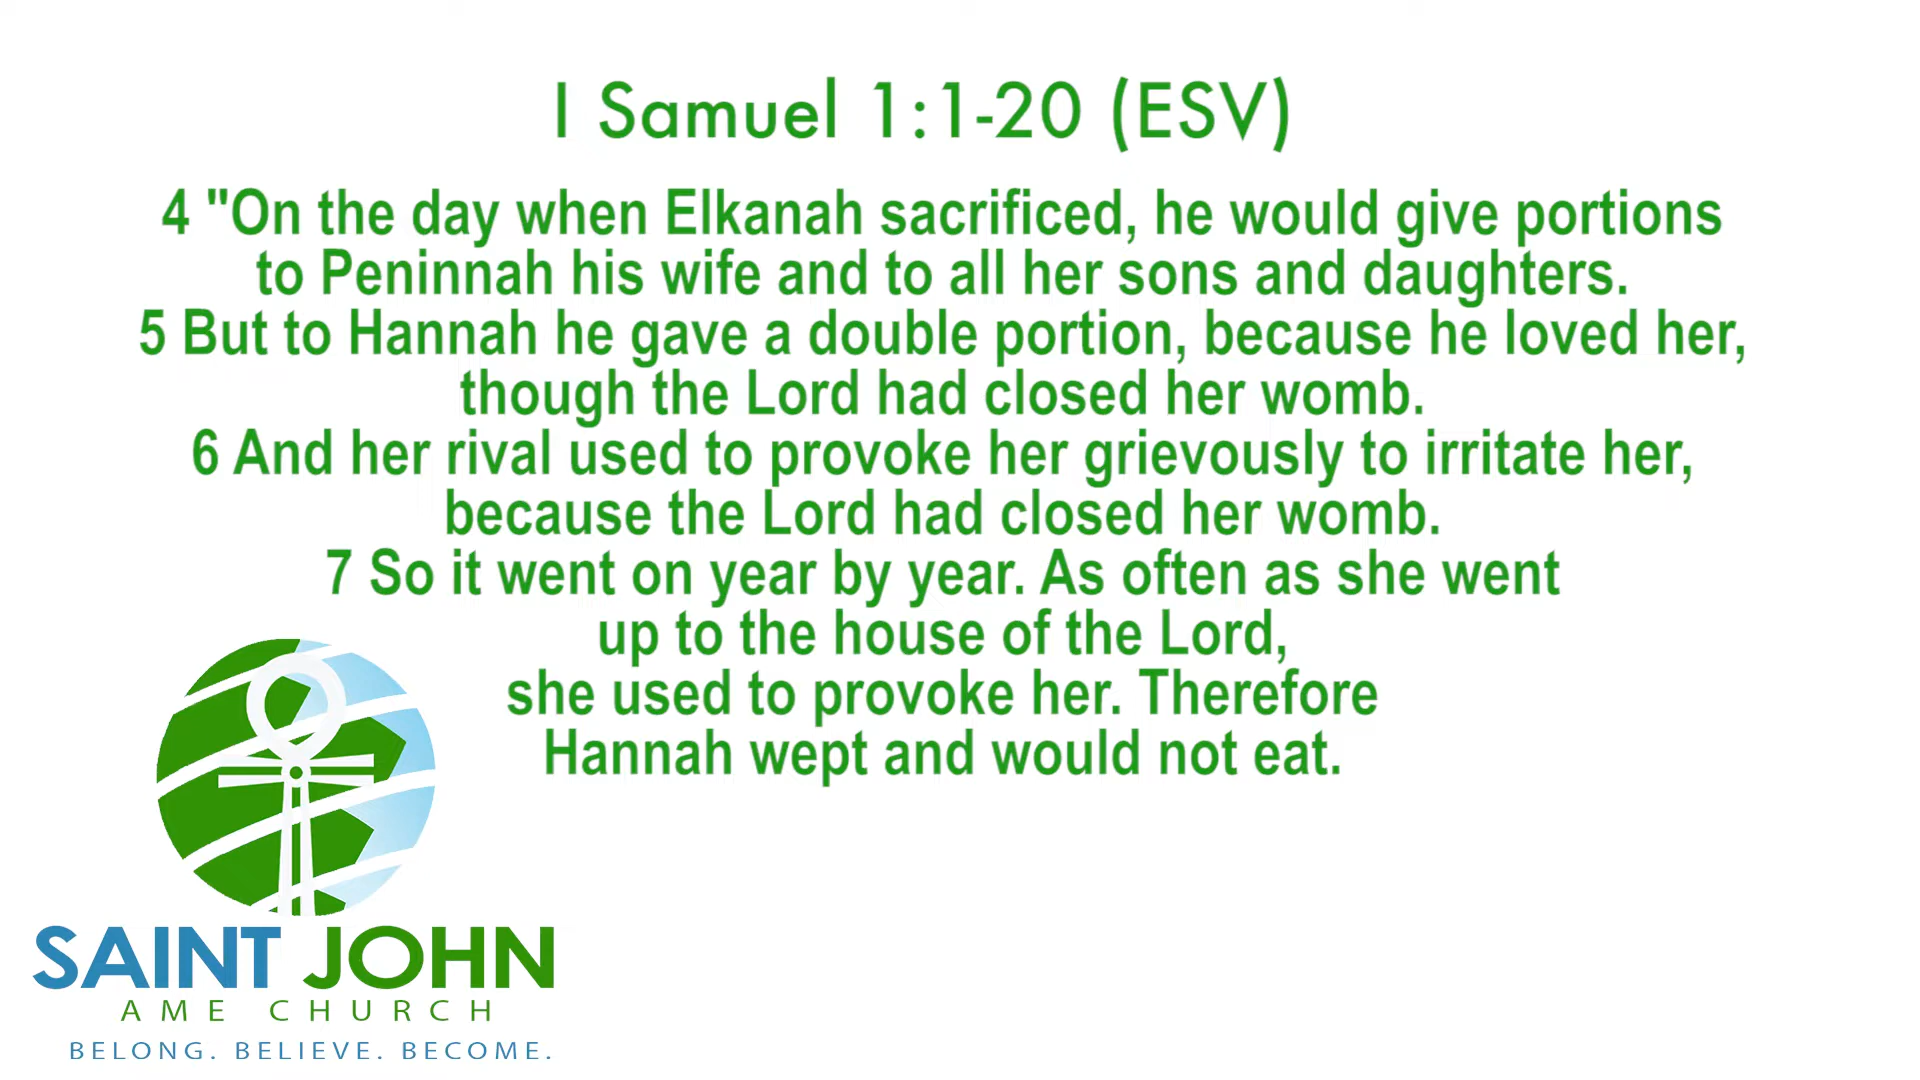 I Samuel 1:1-20 (ESV)
4 "On the day when Elkanah sacrificed, he would give portions
to Peninnah his wife and to all her sons and daughters.
5 But to Hannah he gave a double portion, because he loved her,
though the Lord had closed her womb.
6 And her rival used to provoke her grievously to irritate her,
because the Lord had closed her womb.
7 So it went on year by year. As often as she went
up to the house of the Lord,
she used to provoke her. Therefore
Hannah wept and would not eat.
SAINT JOHN
AME CHURCH
BELONG. BELIEVE. BECOME.